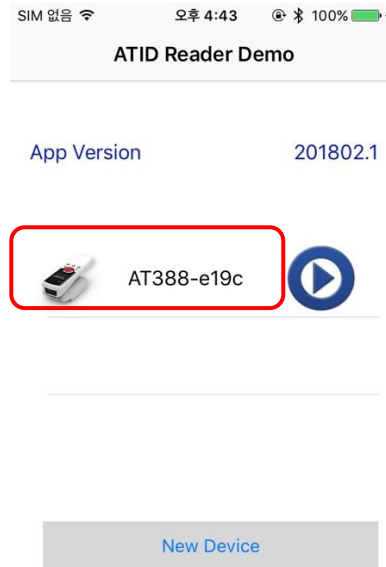 SIM 없음 오후 4:43 100%
ATID Reader Demo
App Version 201802.1
AT388-e19c
New Device